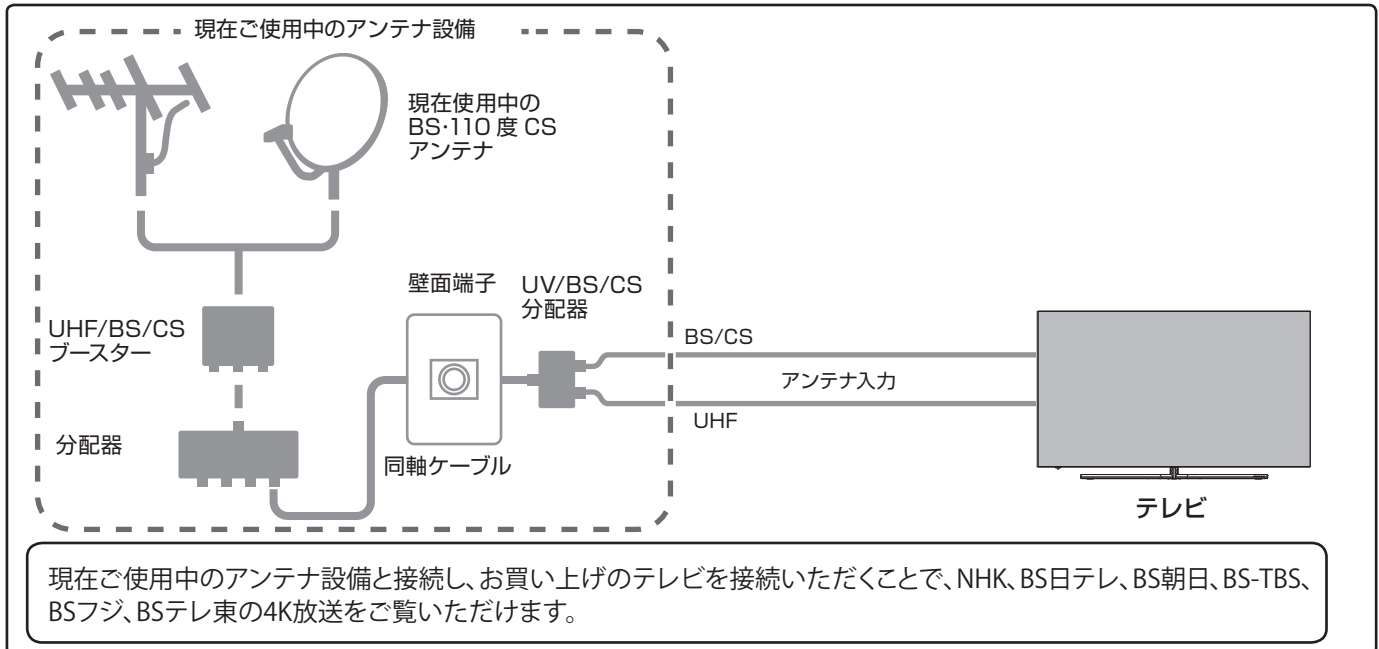 現在ご使用中のアンテナ設備
現在使用中の
BS･110度 CS
アンテナ
壁面端子
UV/BS/CS
分配器
UHF/BS/CS
ブースター
BS/CS
アンテナ入力
UHF
分配器
同軸ケーブル
テレビ
現在ご使用中のアンテナ設備と接続し、お買い上げのテレビを接続いただくことで、NHK、BS日テレ、BS朝日、BS-TBS、
BSフジ、BSテレ東の4K放送をご覧いただけます。